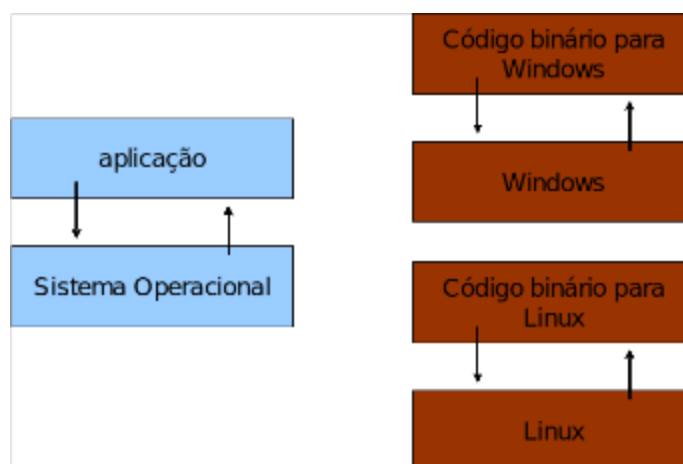 aplicação
Sistema Operacional
Código binário para
Windows
Windows
Código binário para
Linux
Linux